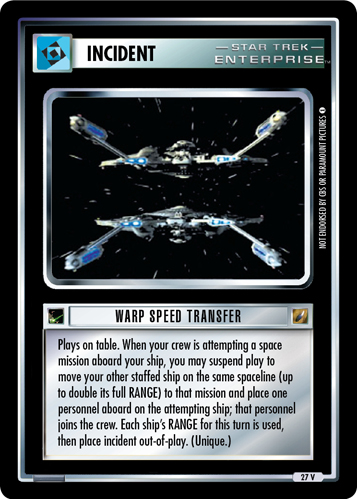 INCIDENT
STAR TREK
ENTERPRISE™
NOT ENDORSED BY CBS OR PARAMOUNT PICTURES
WARP SPEED TRANSFER
Plays on table. When your crew is attempting a space
mission aboard your ship, you may suspend play to
move your other staffed ship on the same spaceline (up
to double its full RANGE) to that mission and place one
personnel aboard on the attempting ship; that personnel
joins the crew. Each ship's RANGE for this turn is used,
then place incident out-of-play. (Unique.)
27 V